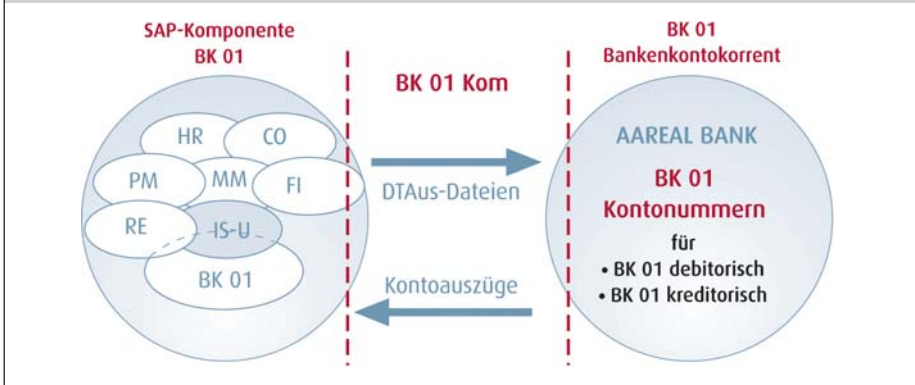 SAP-Komponente
BK 01
HR
CO
PM
MM
FI
RE
IS-U
BK 01
BK 01 Kom
DTAus-Dateien
Kontoauszüge
BK 01
Bankenkontokorrent
AAREAL BANK
BK 01
Kontonummern
für
• BK 01 debitorisch
• BK 01 kreditorisch